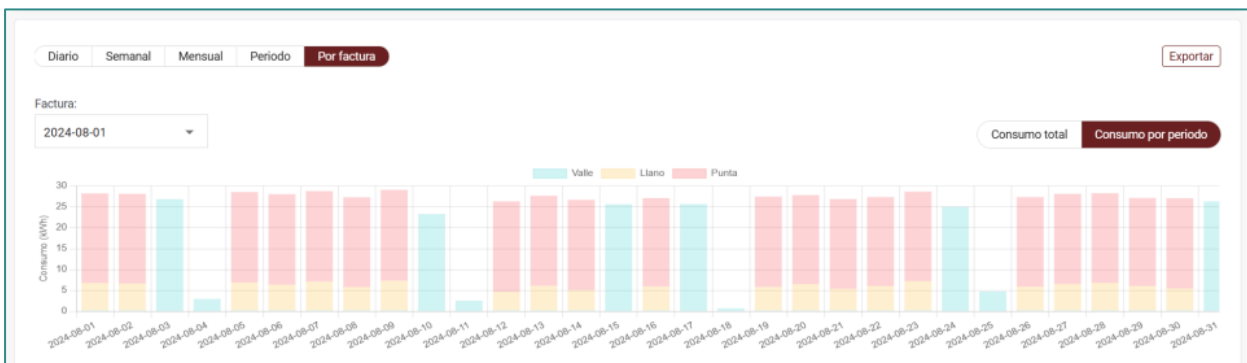 Diario Semanal Mensual Periodo Por factura Exportar
Factura:
2024-08-01
Consumo total Consumo por periodo
Valle Llano Punta
Consumo (kWh)
30
25
20
15
10
5
0
2024-08-01 2024-08-02 2024-08-03 2024-08-04 2024-08-05 2024-08-06 2024-08-07 2024-08-08 2024-08-09 2024-08-10 2024-08-11 2024-08-12 2024-08-13 2024-08-14 2024-08-15 2024-08-16 2024-08-17 2024-08-18 2024-08-19 2024-08-20 2024-08-21 2024-08-22 2024-08-23 2024-08-24 2024-08-25 2024-08-26 2024-08-27 2024-08-28 2024-08-29 2024-08-30 2024-08-31